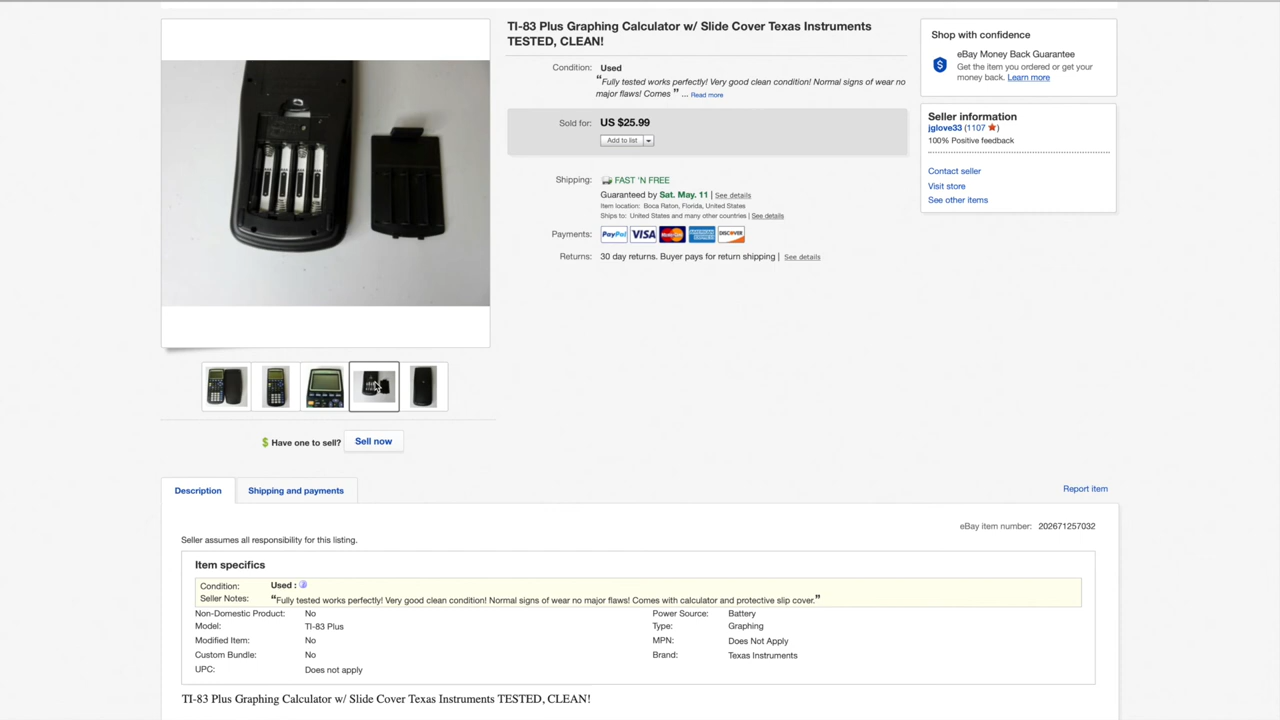 TI-83 Plus Graphing Calculator w/ Slide Cover Texas Instruments
TESTED, CLEAN!
Condition: Used
“Fully tested works perfectly! Very good clean condition! Normal signs of wear no
major flaws! Comes ” ... Read more
Sold for: US $25.99
Add to list
Shipping: FAST 'N FREE
Guaranteed by Sat. May. 11 | See details
Item location: Boca Raton, Florida, United States
Ships to: United States and many other countries | See details
Payments: PayPal VISA MasterCard AMERICAN EXPRESS DISCOVER
Returns: 30 day returns. Buyer pays for return shipping | See details
Shop with confidence
eBay Money Back Guarantee
Get the item you ordered or get your
money back. Learn more
Seller information
jglove33 (1107 ★)
100% Positive feedback
Contact seller
Visit store
See other items
$ Have one to sell? Sell now
Description Shipping and payments Report item
eBay item number: 202671257032
Seller assumes all responsibility for this listing.
Item specifics
Condition: Used :
Seller Notes: “Fully tested works perfectly! Very good clean condition! Normal signs of wear no major flaws! Comes with calculator and protective slip cover.”
Non-Domestic Product: No Power Source: Battery
Model: TI-83 Plus Type: Graphing
Modified Item: No MPN: Does Not Apply
Custom Bundle: No Brand: Texas Instruments
UPC: Does not apply
TI-83 Plus Graphing Calculator w/ Slide Cover Texas Instruments TESTED, CLEAN!